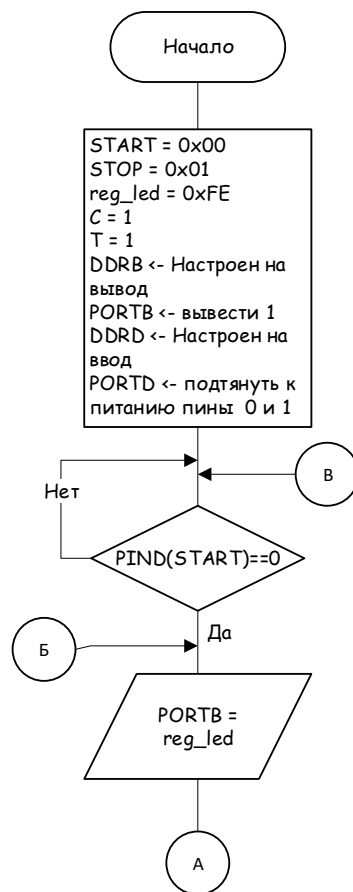 Начало
START = 0x00
STOP = 0x01
reg_led = 0xFE
C = 1
T = 1
DDRB <- Настроен на
вывод
PORTB <- вывести 1
DDRD <- Настроен на
ввод
PORTD <- подтянуть к
питанию пины 0 и 1
В
Нет
PIND(START)==0
Да
Б
PORTB =
reg_led
А